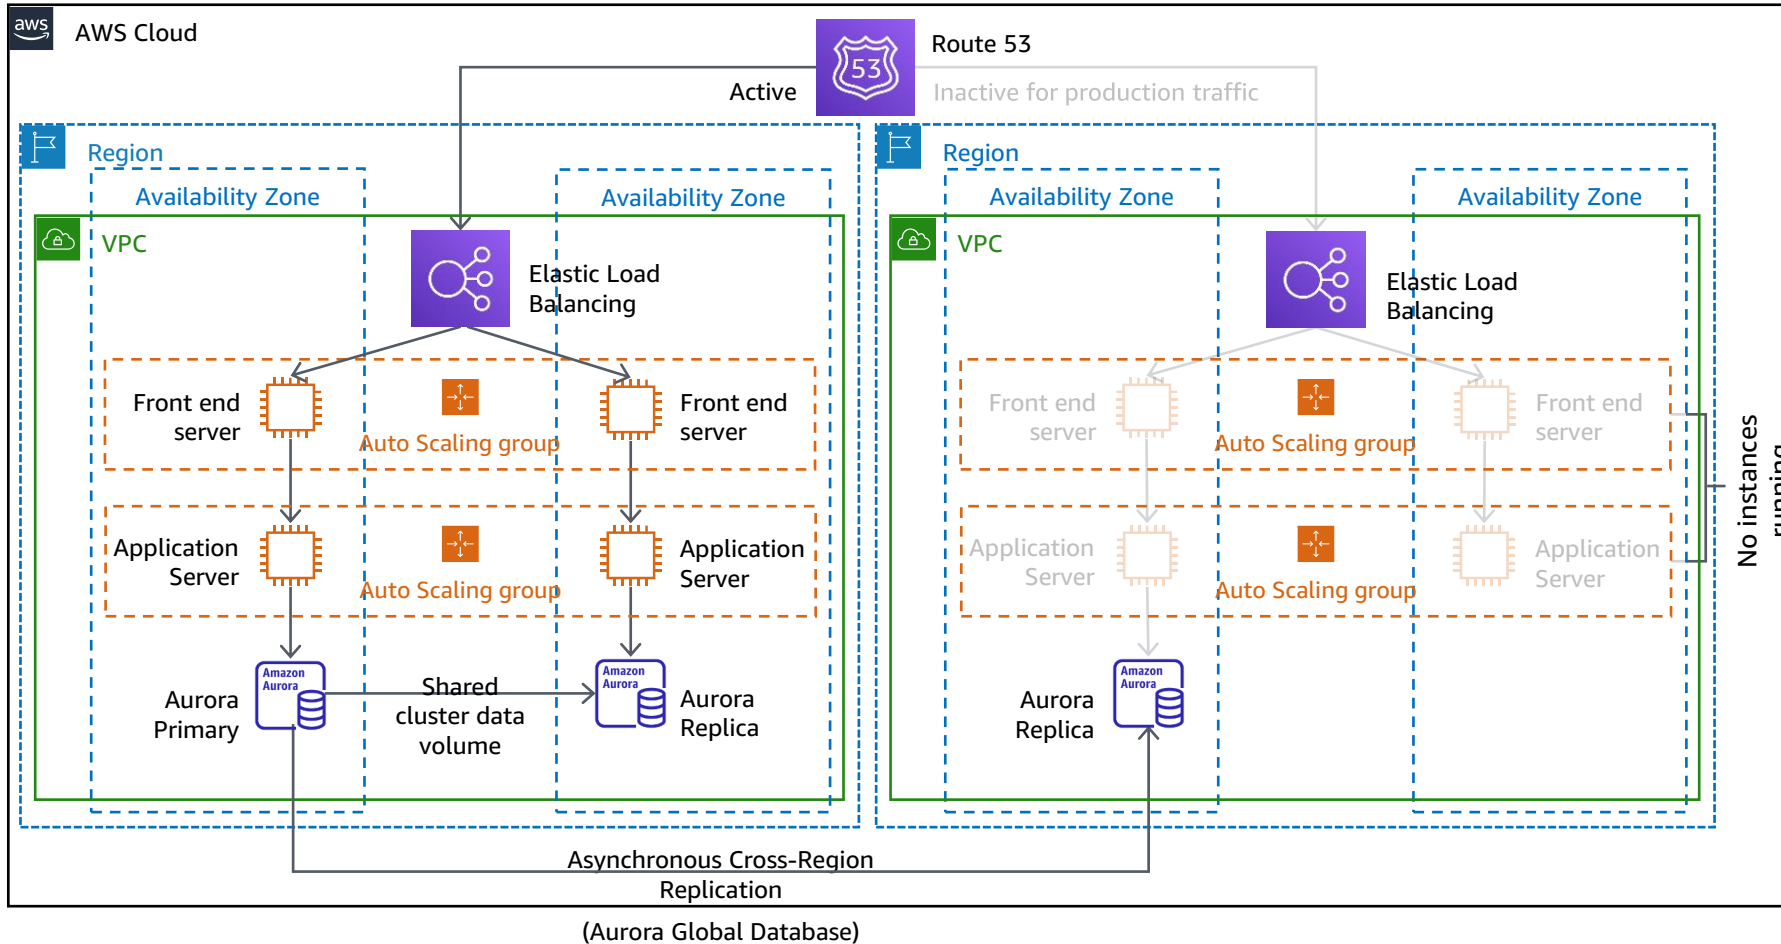 aws
AWS Cloud
53
Route 53
Active
Inactive for production traffic
Region
Availability Zone
Availability Zone
VPC
Elastic Load
Balancing
Front end
server
Auto Scaling group
Front end
server
Application
Server
Auto Scaling group
Application
Server
Amazon
Aurora
Aurora
Primary
Shared
cluster data
volume
Amazon
Aurora
Aurora
Replica
Region
Availability Zone
Availability Zone
VPC
Elastic Load
Balancing
Front end
server
Auto Scaling group
Front end
server
Application
Server
Auto Scaling group
Application
Server
No instances
running
Aurora
Replica
Amazon
Aurora
Asynchronous Cross-Region
Replication
(Aurora Global Database)